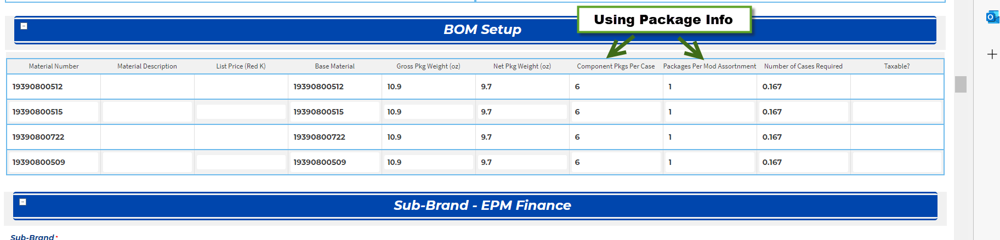 Using Package Info
BOM Setup
Material Number Material Description List Price (Red K) Base Material Gross Pkg Weight (oz) Net Pkg Weight (oz) Component Pkgs Per Case Packages Per Mod Assortnment Number of Cases Required Taxable?
19390800512 19390800512 10.9 9.7 6 1 0.167
19390800515 19390800515 10.9 9.7 6 1 0.167
19390800722 19390800722 10.9 9.7 6 1 0.167
19390800509 19390800509 10.9 9.7 6 1 0.167
Sub-Brand - EPM Finance
Sub-Brand *